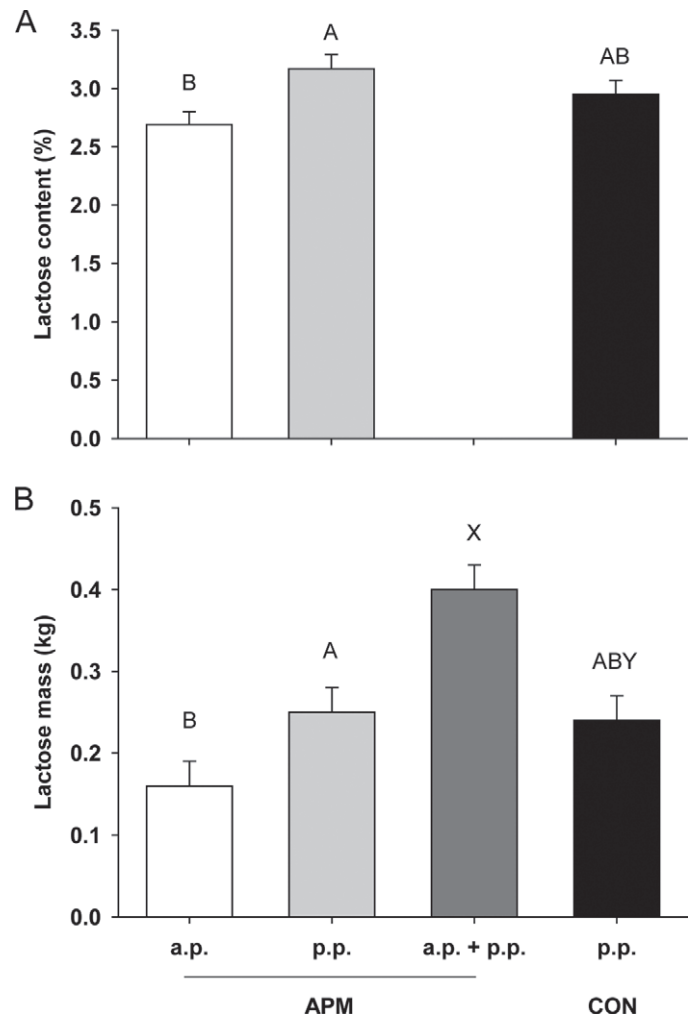 A
3.5
3.0
2.5
2.0
1.5
1.0
0.5
0.0
Lactose content (%)
B
A
AB
B
0.5
0.4
0.3
0.2
0.1
0.0
Lactose mass (kg)
B
A
X
ABY
a.p. p.p. a.p. + p.p. p.p.
APM CON